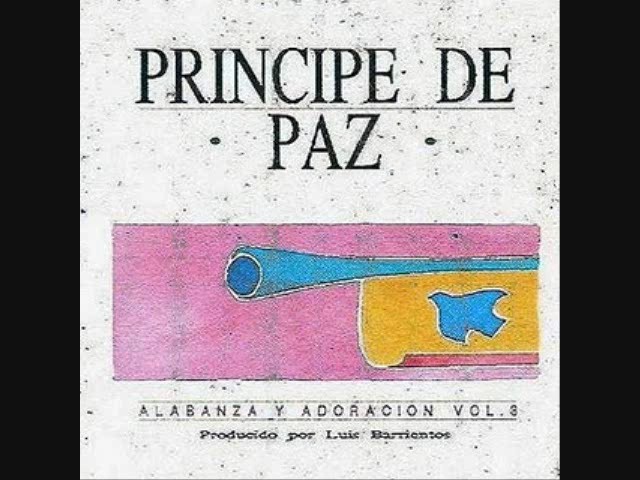 PRINCIPE DE
· PAZ ·
ALABANZA Y ADORACION VOL.3
Producido por Luis Barrientos